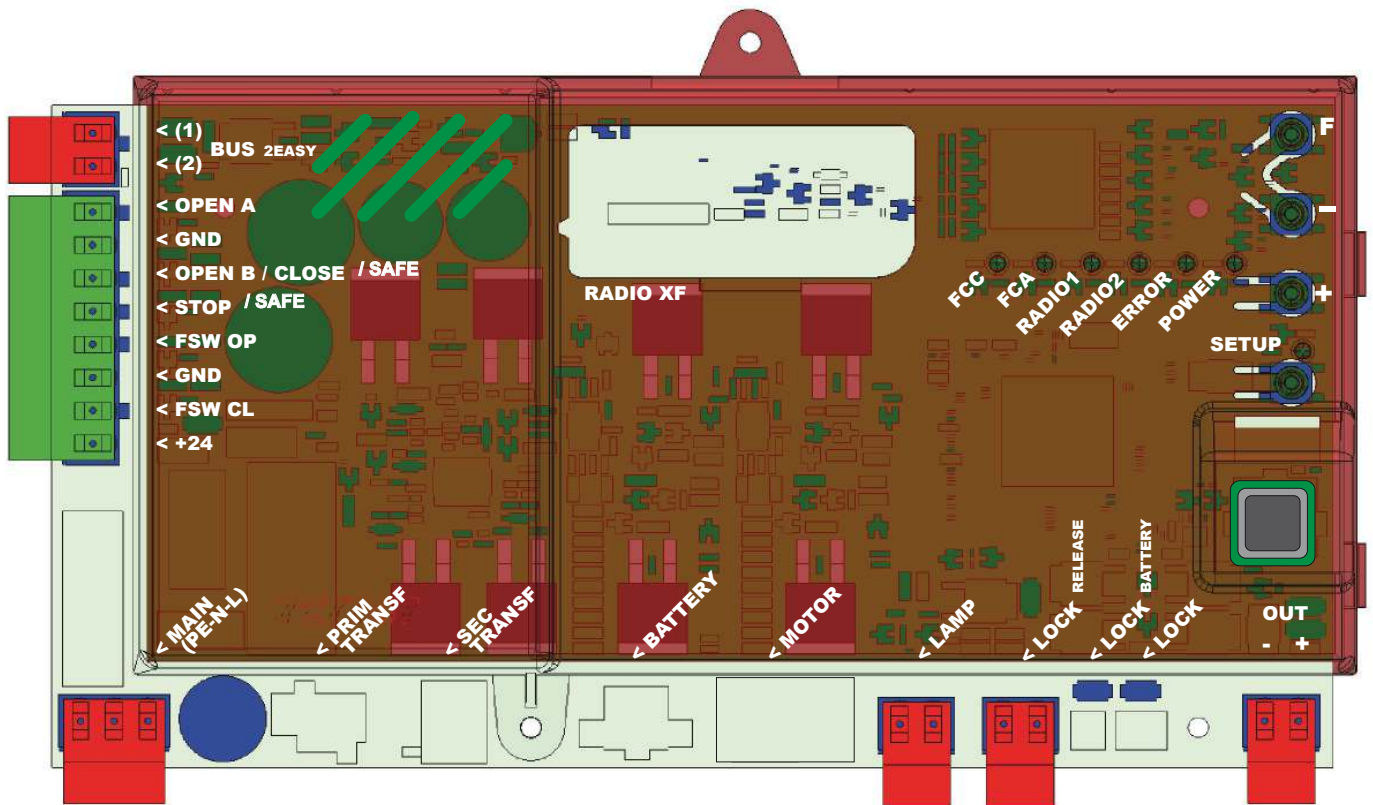 < (1)
BUS 2EASY
< (2)
< OPEN A
< GND
< OPEN B / CLOSE / SAFE
< STOP / SAFE
< FSW OP
< GND
< FSW CL
< +24
RADIO XF
F
−
+
FCC
FCA
RADIO1
RADIO2
ERROR
POWER
SETUP
< MAIN
(PE-N-L)
< PRIM
TRANSF
< SEC
TRANSF
< BATTERY
< MOTOR
< LAMP
< LOCK RELEASE
< LOCK BATTERY
< LOCK
OUT
- +